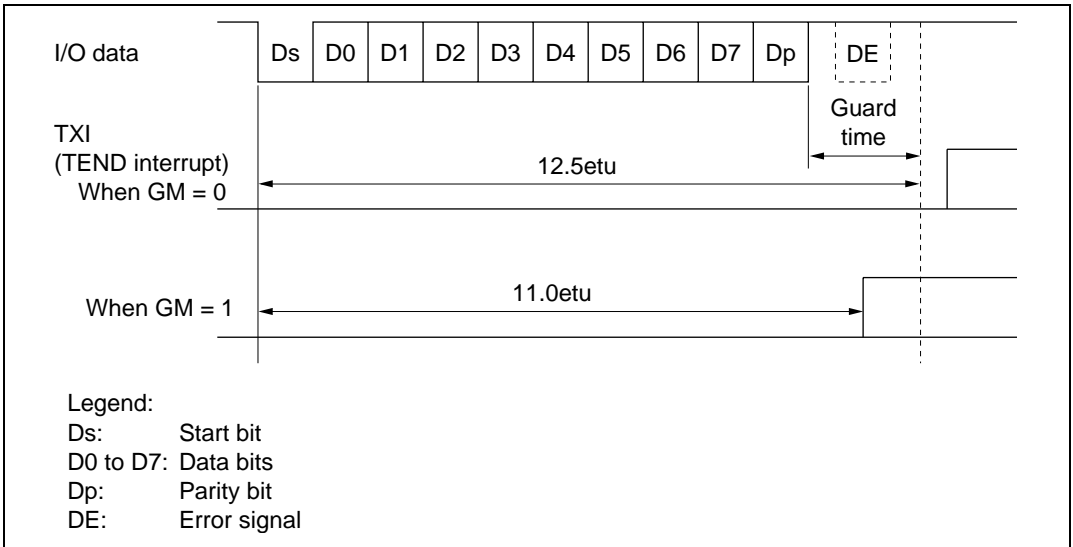 I/O data
Ds D0 D1 D2 D3 D4 D5 D6 D7 Dp DE
Guard
time
TXI
(TEND interrupt)
When GM = 0
12.5etu
When GM = 1
11.0etu
Legend:
Ds: Start bit
D0 to D7: Data bits
Dp: Parity bit
DE: Error signal